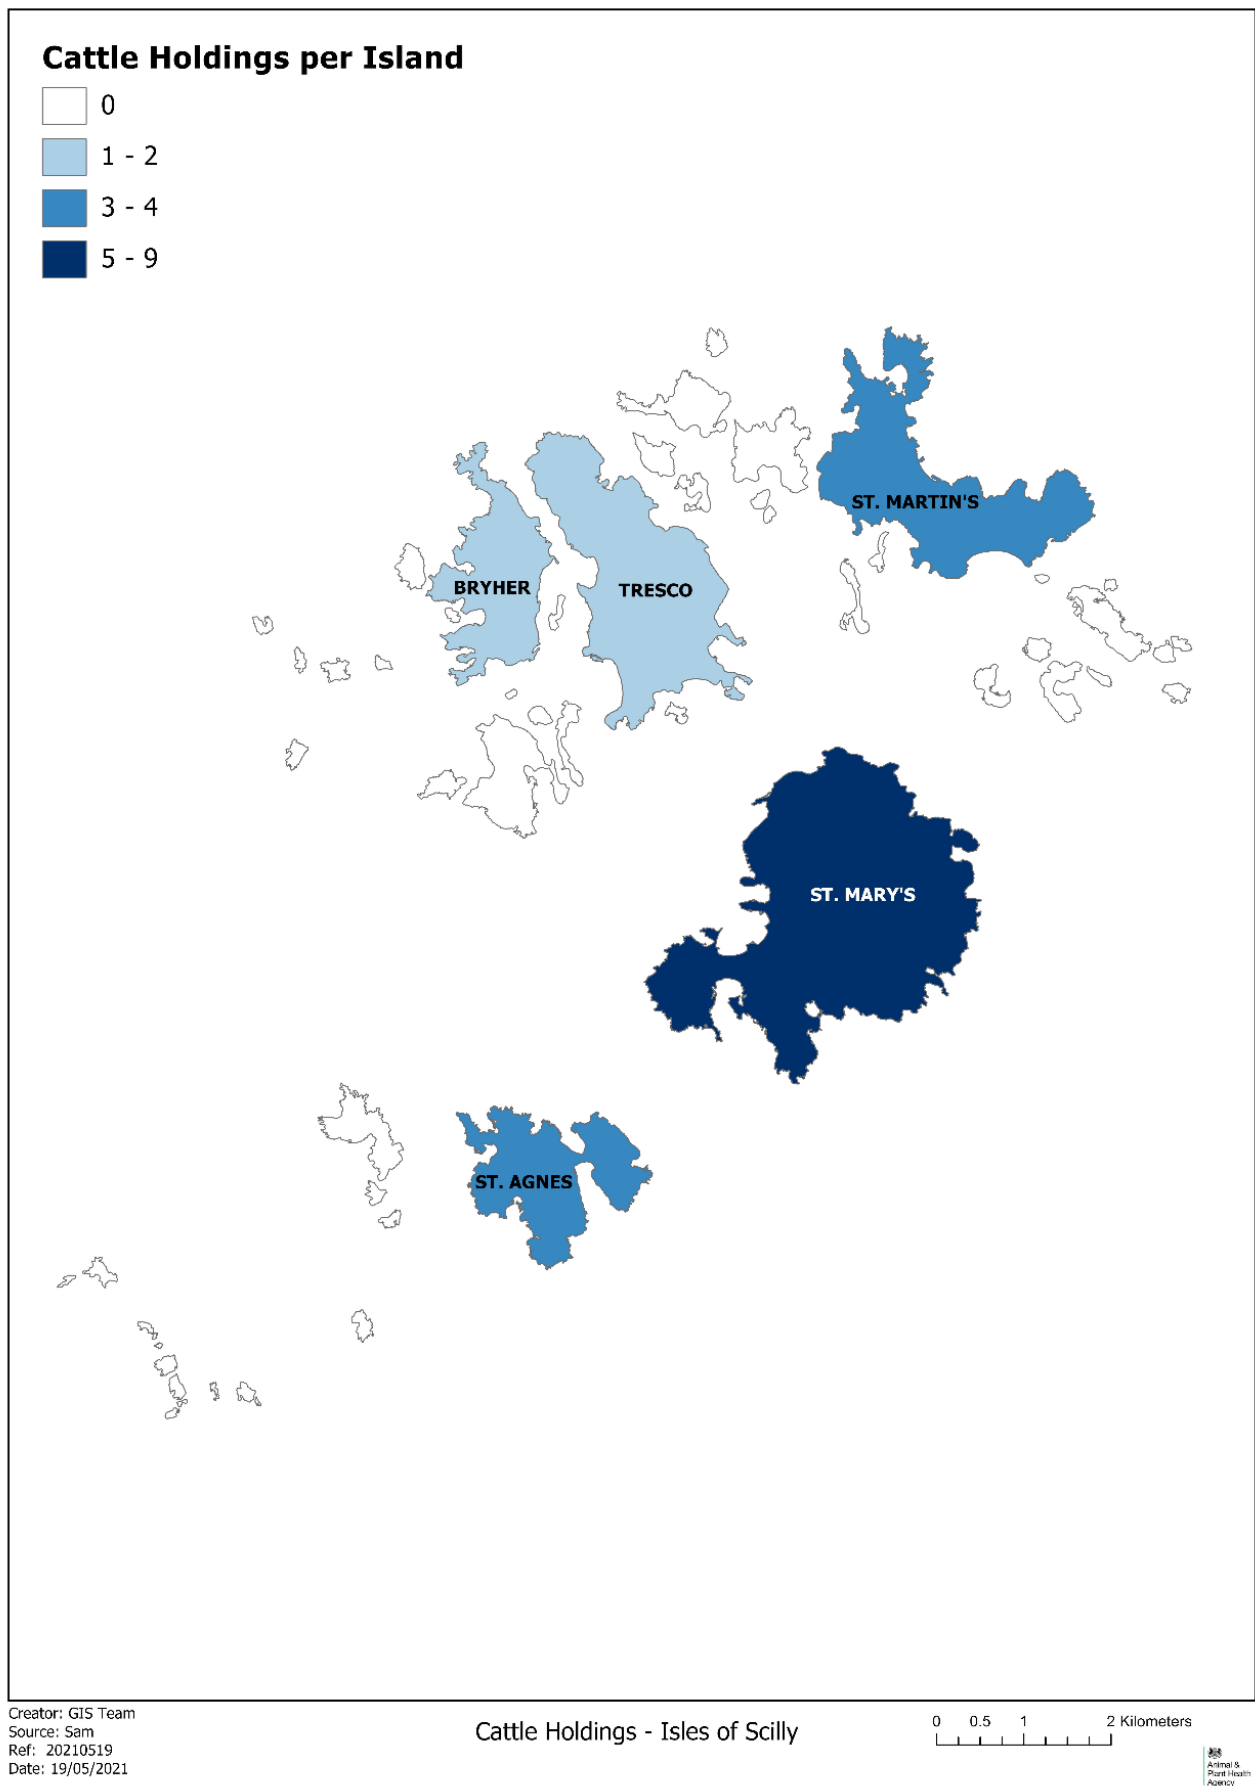 Cattle Holdings per Island
0
1 - 2
3 - 4
5 - 9
ST. MARTIN'S
BRYHER
TRESCO
ST. MARY'S
ST. AGNES
Creator: GIS Team
Source: Sam
Ref: 20210519
Date: 19/05/2021
Cattle Holdings - Isles of Scilly
0 0.5 1 2 Kilometers
Animal &
Plant Health
Agency